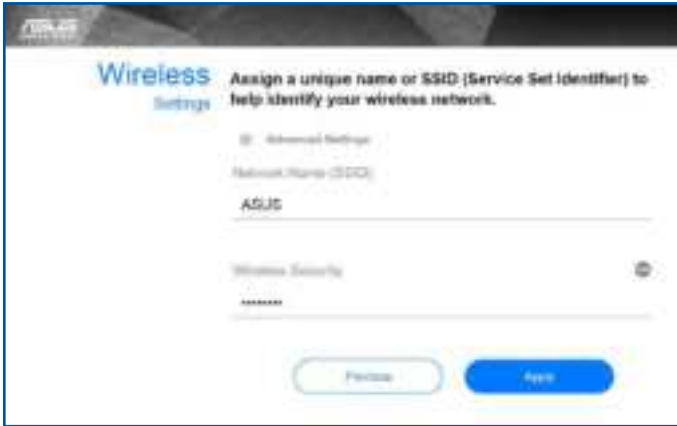 ASUS
Wireless
Settings
Assign a unique name or SSID (Service Set Identifier) to
help identify your wireless network.
Advanced Settings
Network Name (SSID)
ASUS
Wireless Security
••••••••
Previous
Apply